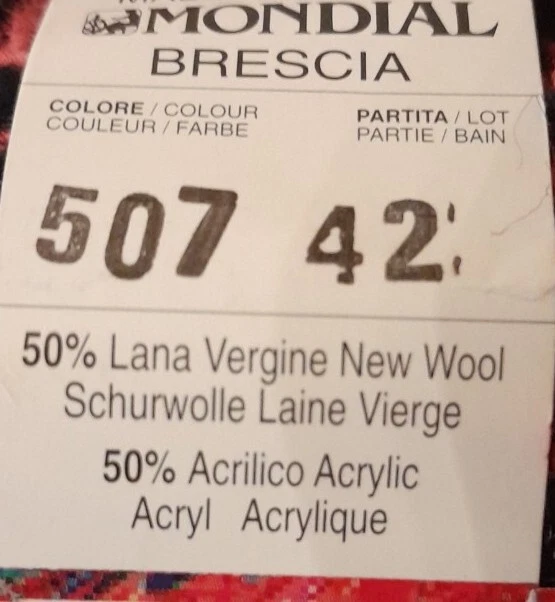 MONDIAL
BRESCIA
COLORE / COLOUR
COULEUR / FARBE
PARTITA / LOT
PARTIE / BAIN
507 42
50% Lana Vergine New Wool
Schurwolle Laine Vierge
50% Acrilico Acrylic
Acryl Acrylique